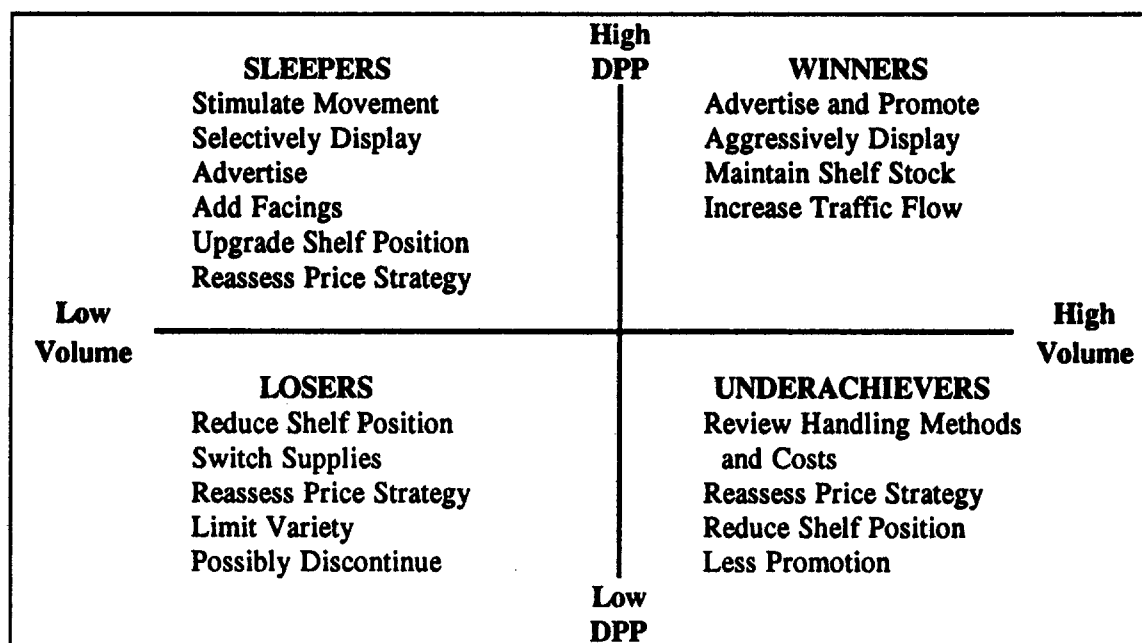 High
DPP
SLEEPERS
Stimulate Movement
Selectively Display
Advertise
Add Facings
Upgrade Shelf Position
Reassess Price Strategy
WINNERS
Advertise and Promote
Aggressively Display
Maintain Shelf Stock
Increase Traffic Flow
Low
Volume
High
Volume
LOSERS
Reduce Shelf Position
Switch Supplies
Reassess Price Strategy
Limit Variety
Possibly Discontinue
UNDERACHIEVERS
Review Handling Methods
and Costs
Reassess Price Strategy
Reduce Shelf Position
Less Promotion
Low
DPP